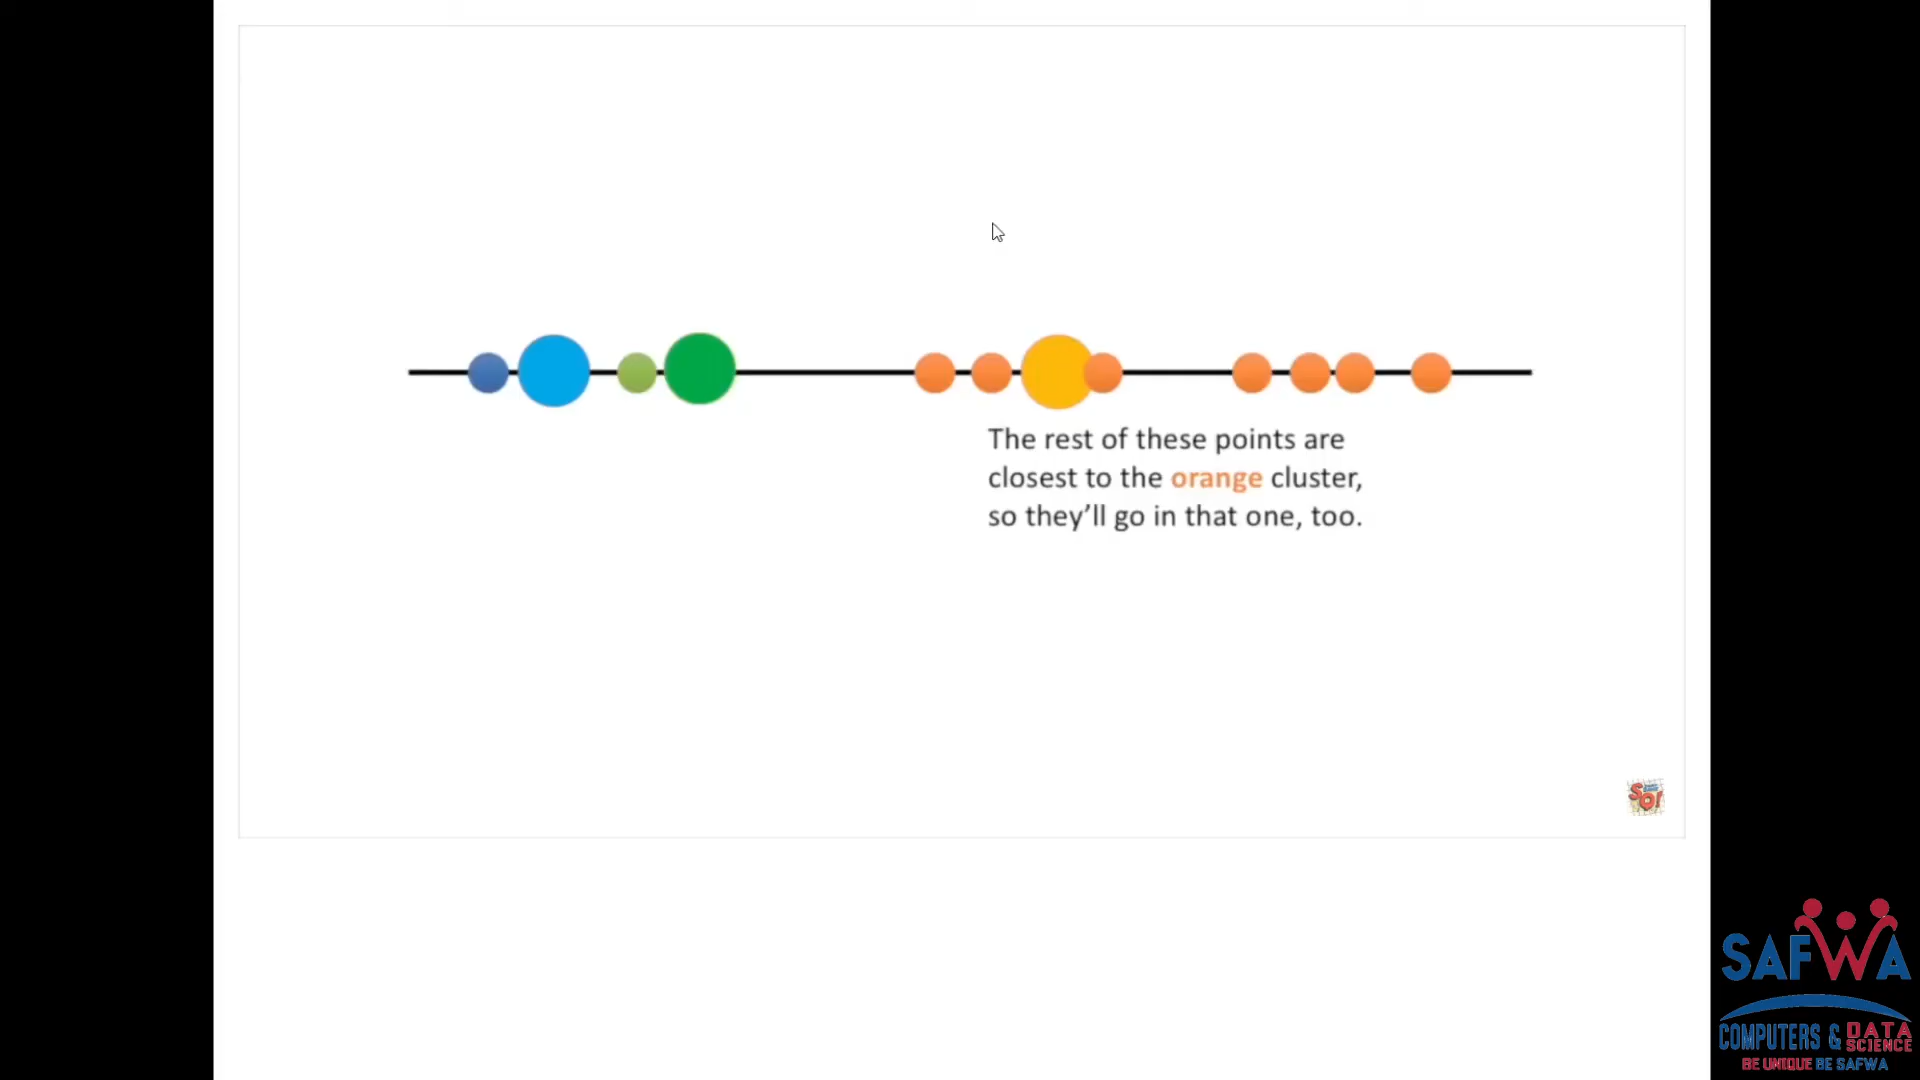 The rest of these points are
closest to the orange cluster,
so they'll go in that one, too.
SO!
SAFWA
COMPUTERS & DATA SCIENCE
BE UNIQUE BE SAFWA